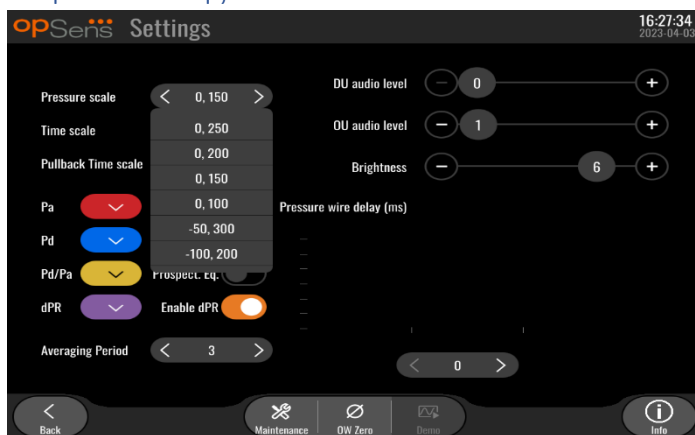 opSens Settings
16:27:34
2023-04-03
Pressure scale
0, 150
Time scale
Pullback Time scale
0, 250
0, 200
0, 150
0, 100
-50, 300
-100, 200
Pa
Pd
Pd/Pa
Prospect. Eq.
dPR
Enable dPR
Averaging Period
3
DU audio level
0
OU audio level
1
Brightness
6
Pressure wire delay (ms)
0
Back
Maintenance
OW Zero
Demo
Info